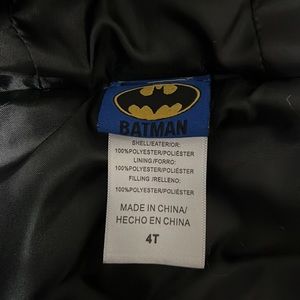 BATMAN
SHELL/EXTERIOR:
100%POLYESTER/POLIÉSTER
LINING/FORRO:
100%POLYESTER/POLIÉSTER
FILLING /RELLENO:
100%POLYESTER/POLIÉSTER
MADE IN CHINA/
HECHO EN CHINA
4T